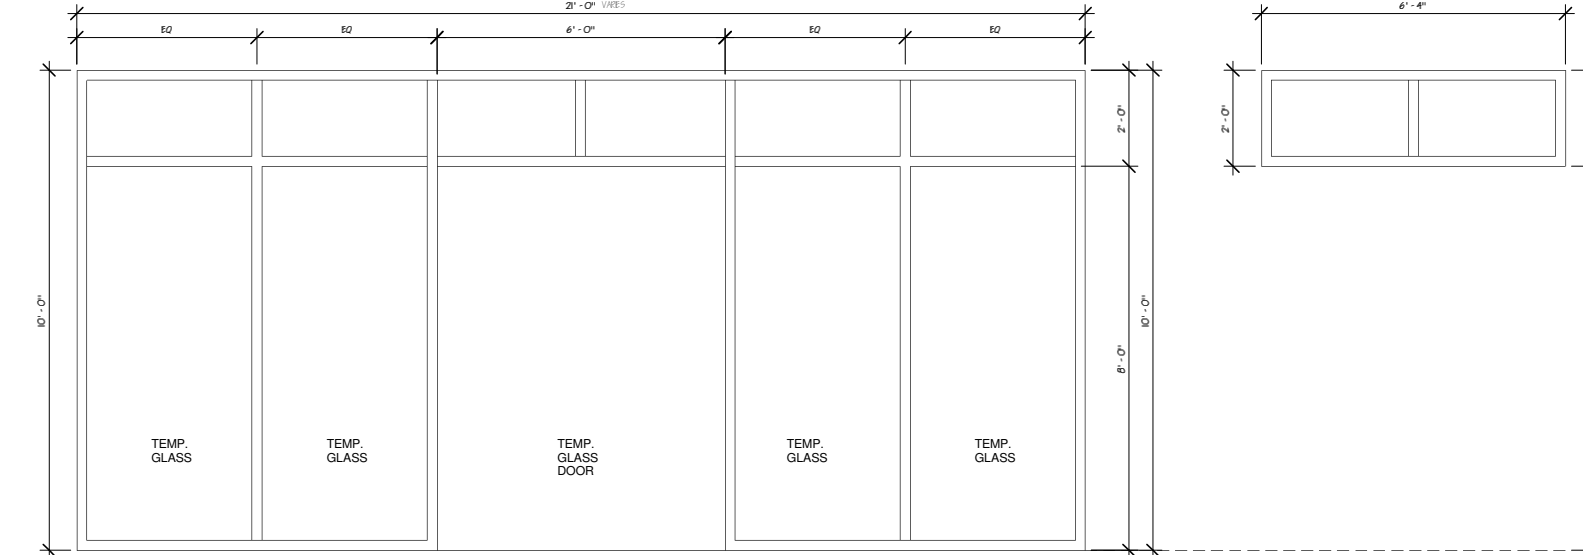 21' - 0" VARIES
6' - 4"
EQ
EQ
6' - 0"
EQ
EQ
2' - 0"
2' - 0"
10' - 0"
10' - 0"
8' - 0"
TEMP.
GLASS
TEMP.
GLASS
TEMP.
GLASS
DOOR
TEMP.
GLASS
TEMP.
GLASS